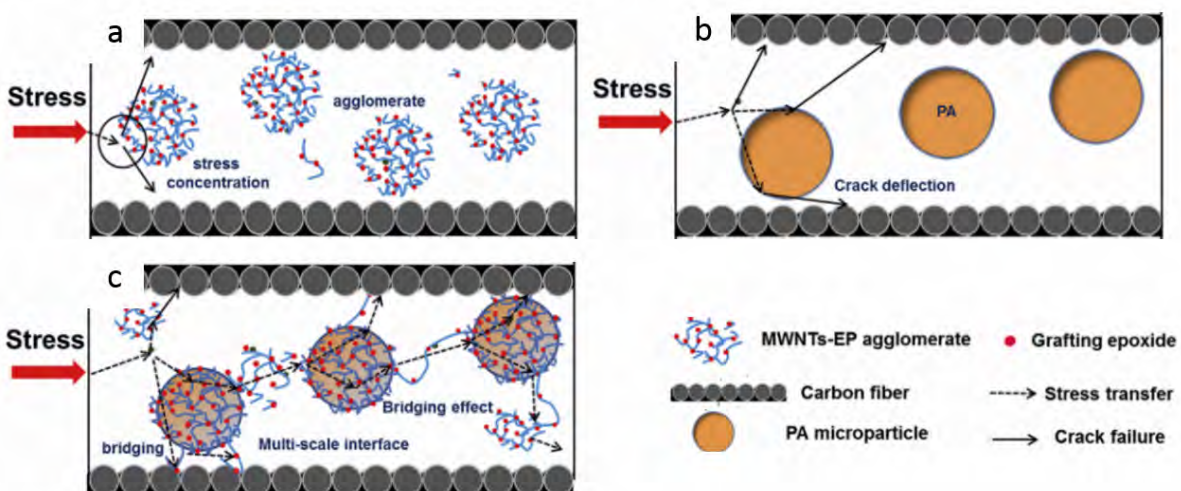 a
Stress
agglomerate
stress
concentration
b
Stress
PA
Crack deflection
c
Stress
Bridging effect
bridging
Multi-scale interface
MWNTs-EP agglomerate
Grafting epoxide
Carbon fiber
Stress transfer
PA microparticle
Crack failure